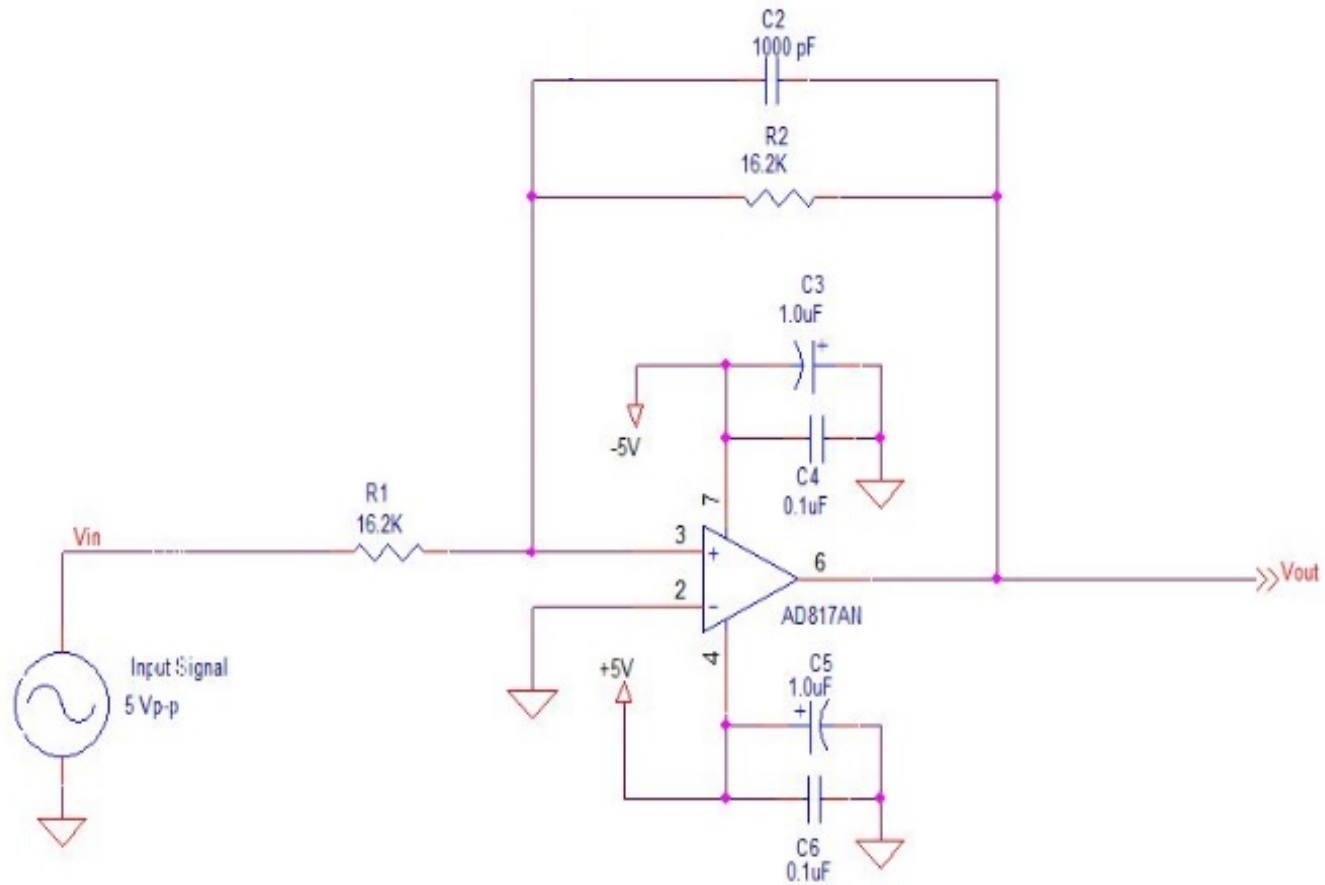 C2
1000 pF
R2
16.2K
C3
1.0uF
+
-5V
C4
0.1uF
7
R1
16.2K
Vin
3
+
6
2
-
Vout
AD817AN
4
+5V
Input Signal
5 Vp-p
C5
1.0uF
+
C6
0.1uF